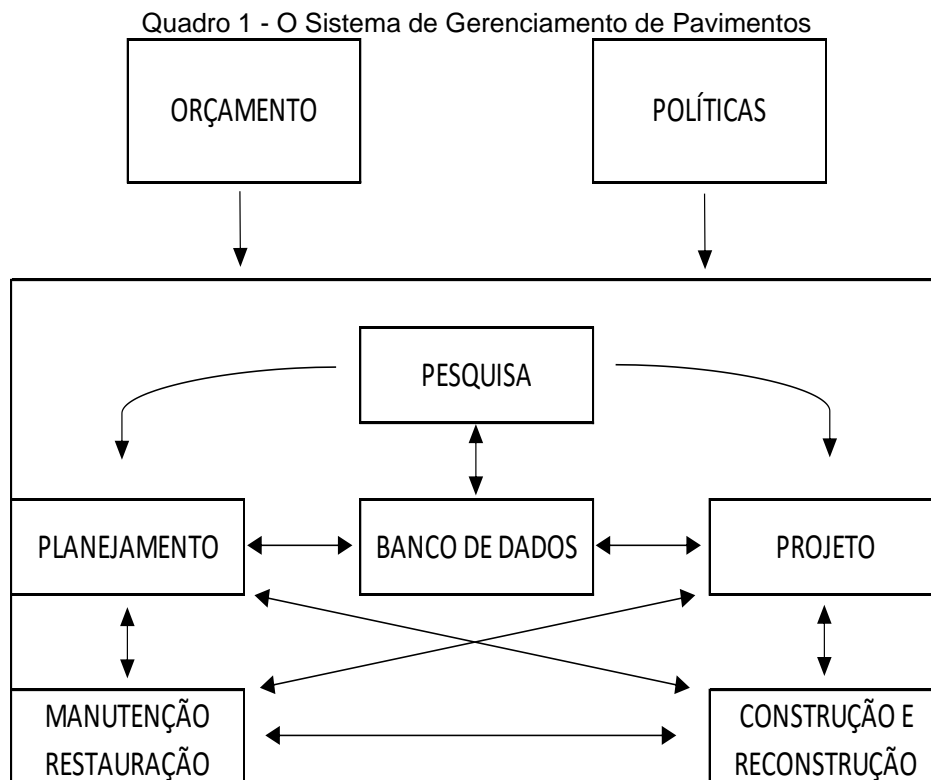 Quadro 1 - O Sistema de Gerenciamento de Pavimentos
ORÇAMENTO
POLÍTICAS
PESQUISA
PLANEJAMENTO
BANCO DE DADOS
PROJETO
MANUTENÇÃO
RESTAURAÇÃO
CONSTRUÇÃO E
RECONSTRUÇÃO